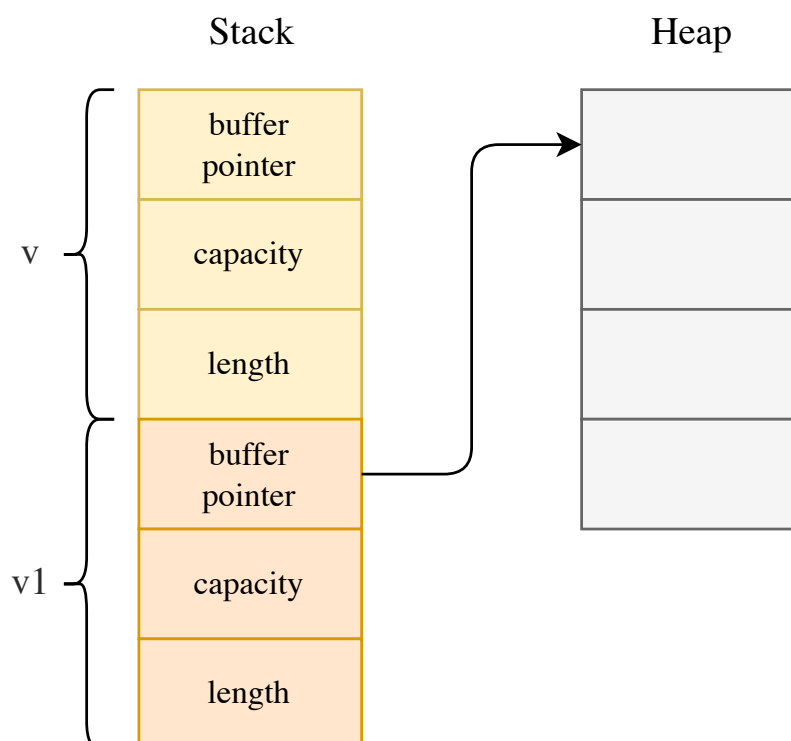 Stack
Heap
buffer
pointer
v
capacity
length
buffer
pointer
v1
capacity
length